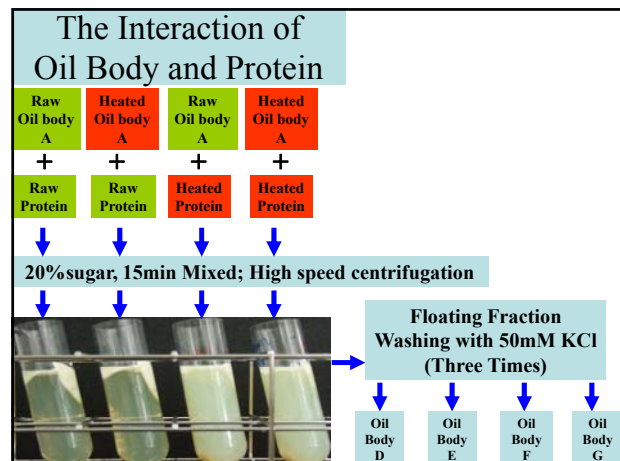 The Interaction of
Oil Body and Protein
Raw
Oil body
A
Heated
Oil body
A
Raw
Oil body
A
Heated
Oil body
A
+
+
+
+
Raw
Protein
Raw
Protein
Heated
Protein
Heated
Protein
20%sugar, 15min Mixed; High speed centrifugation
Floating Fraction
Washing with 50mM KCl
(Three Times)
Oil
Body
D
Oil
Body
E
Oil
Body
F
Oil
Body
G